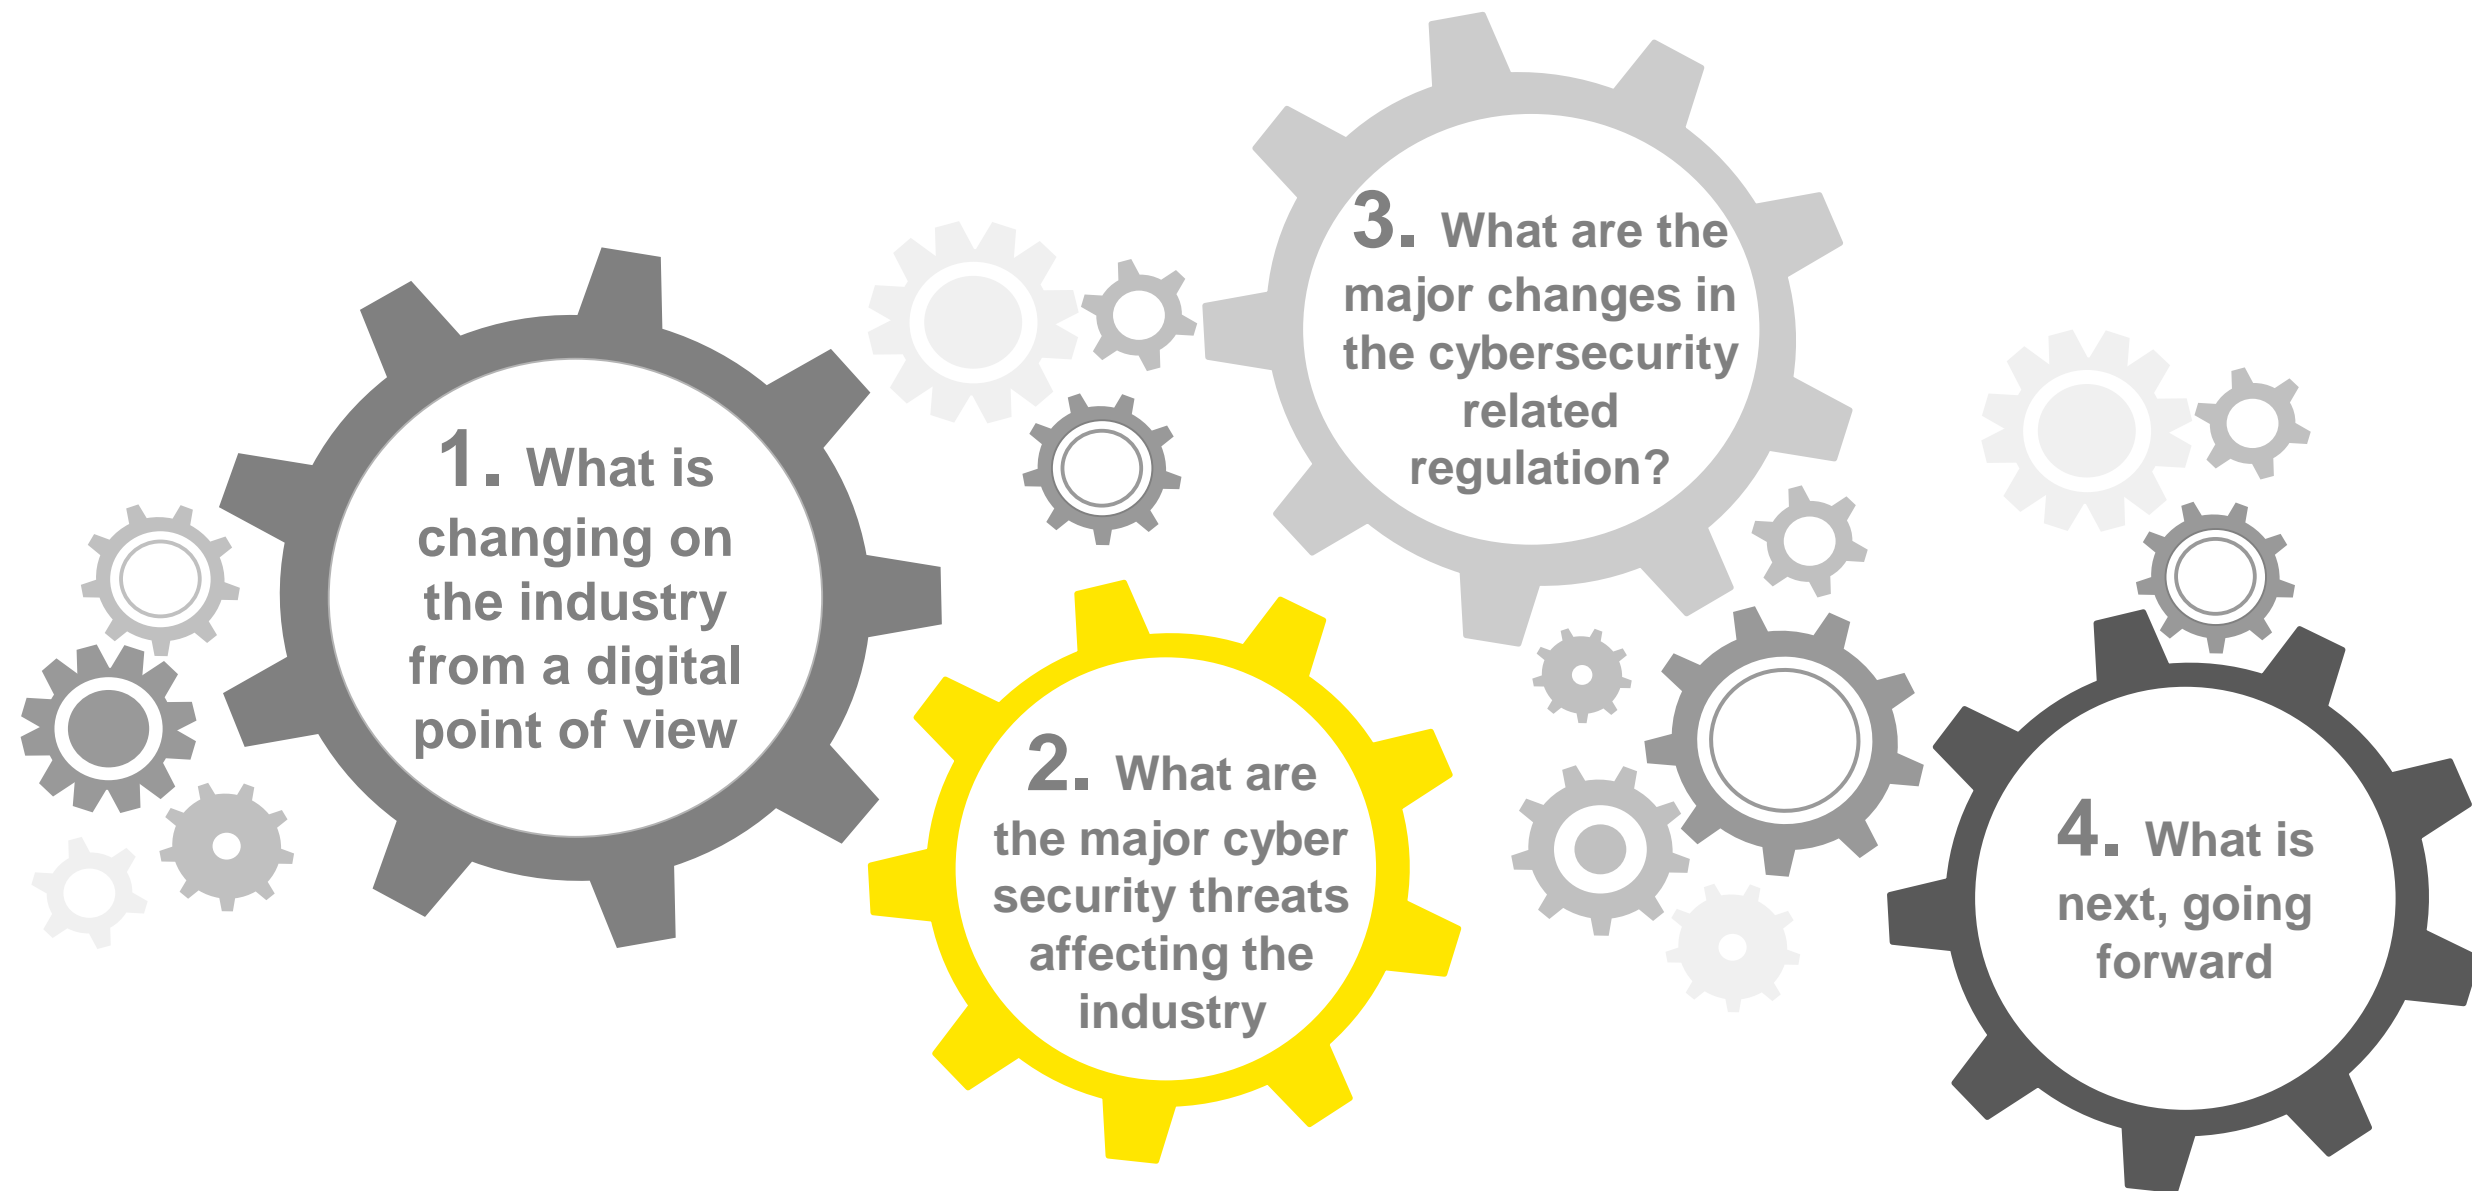 1. What is
changing on
the industry
from a digital
point of view
2. What are
the major cyber
security threats
affecting the
industry
3. What are the
major changes in
the cybersecurity
related
regulation?
4. What is
next, going
forward